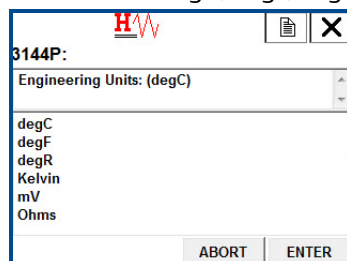 H
3144P:
Engineering Units: (degC)
degC
degF
degR
Kelvin
mV
Ohms
ABORT ENTER